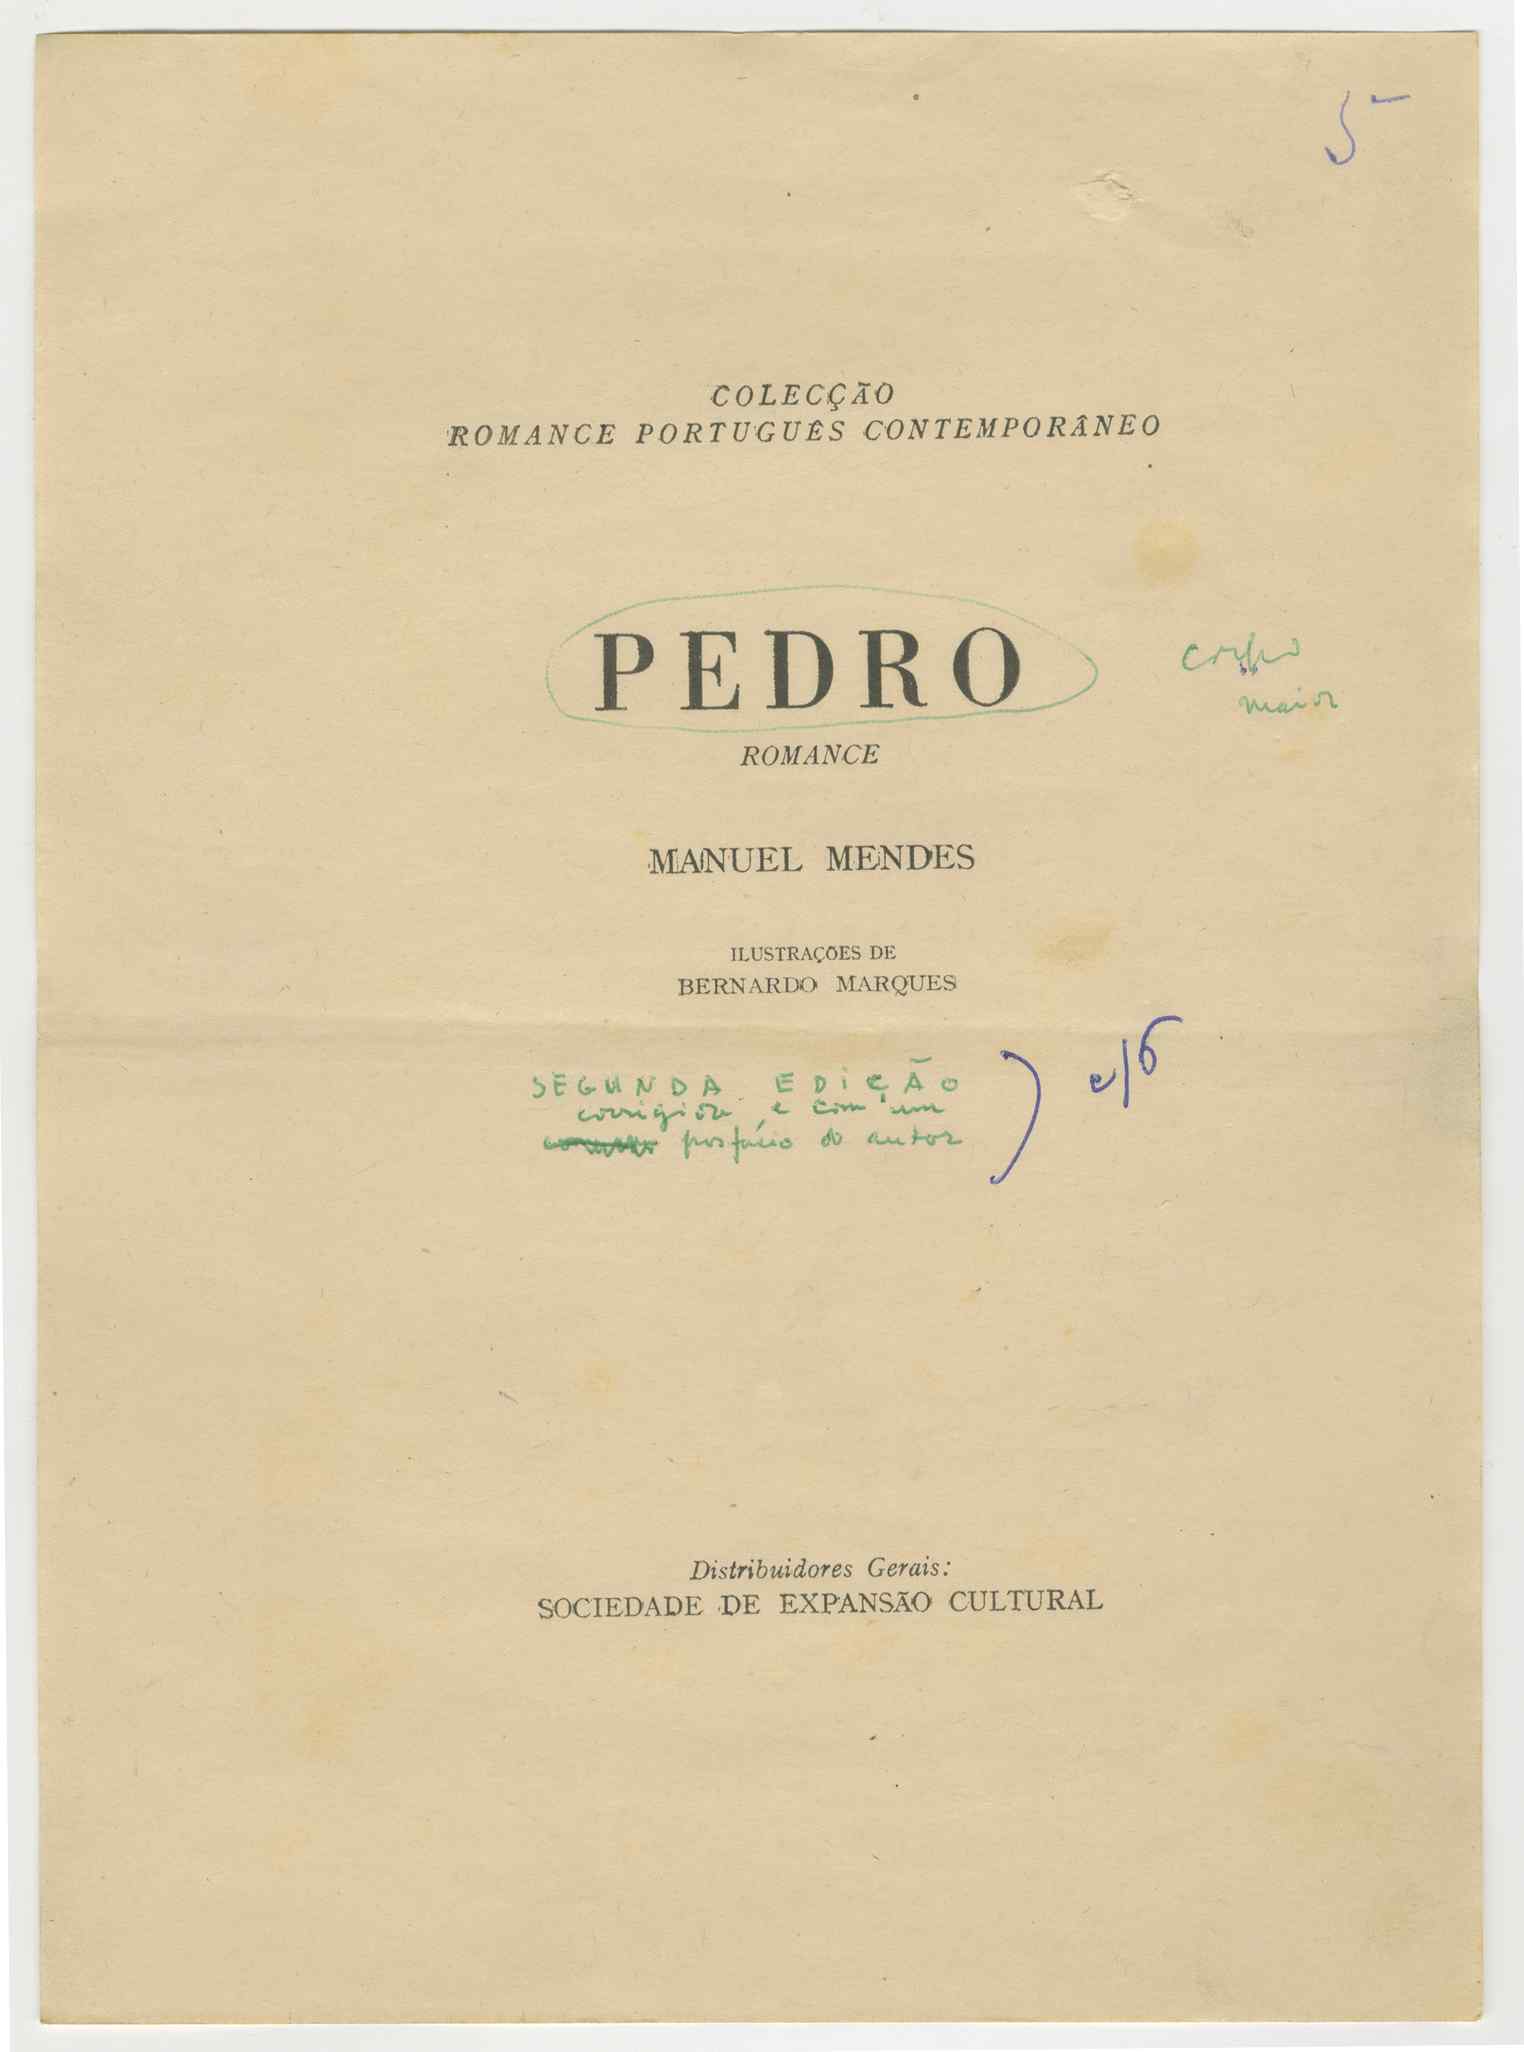 5
COLECÇÃO
ROMANCE PORTUGUÊS CONTEMPORÂNEO
PEDRO
corpo
maior
ROMANCE
MANUEL MENDES
ILUSTRAÇÕES DE
BERNARDO MARQUES
SEGUNDA EDIÇÃO
corrigida e com um
posfácio do autor
Distribuidores Gerais:
SOCIEDADE DE EXPANSÃO CULTURAL